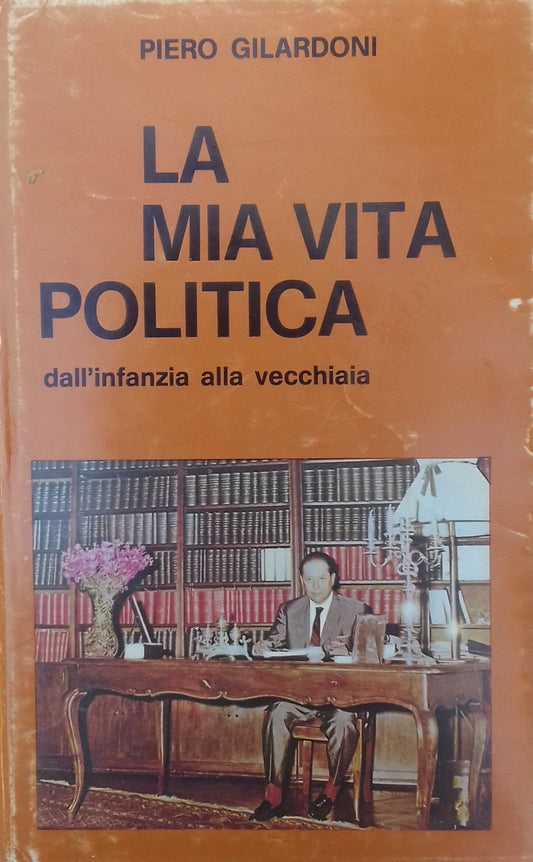 PIERO GILARDONI
LA
MIA VITA
POLITICA
dall'infanzia alla vecchiaia